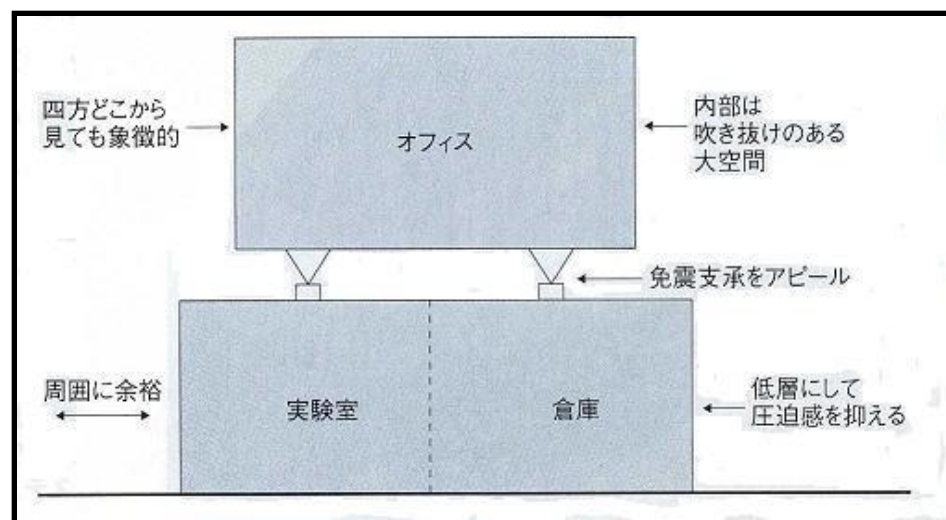 四方どこから
見ても象徴的
オフィス
内部は
吹き抜けのある
大空間
免震支承をアピール
周囲に余裕
実験室
倉庫
低層にして
圧迫感を抑える